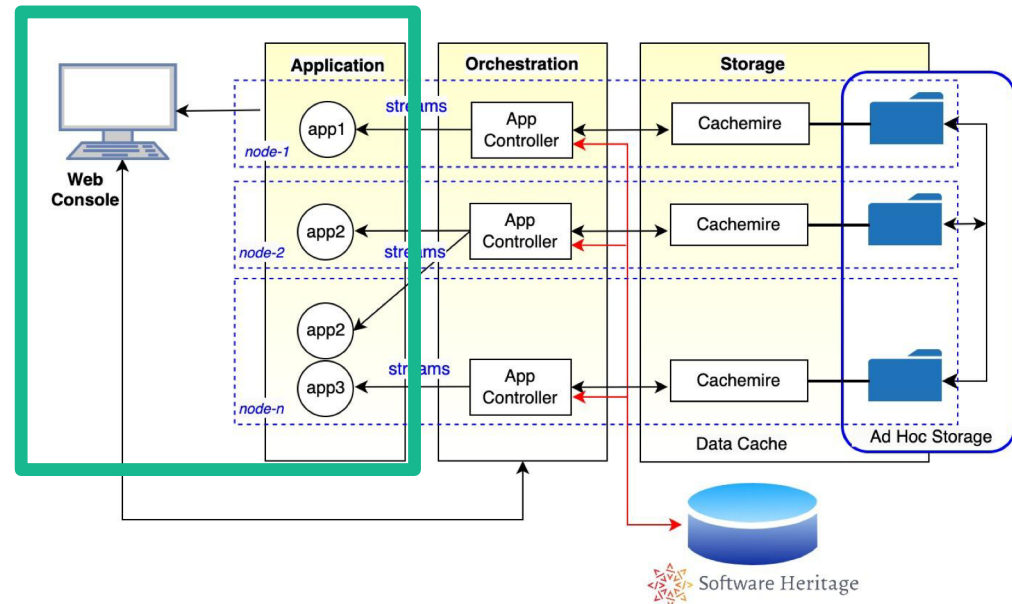 Application
Orchestration
Storage
streams
app1
App
Controller
Cachemire
node-1
Web
Console
app2
App
Controller
Cachemire
node-2
streams
app2
streams
app3
App
Controller
Cachemire
node-n
Data Cache
Ad Hoc Storage
Software Heritage